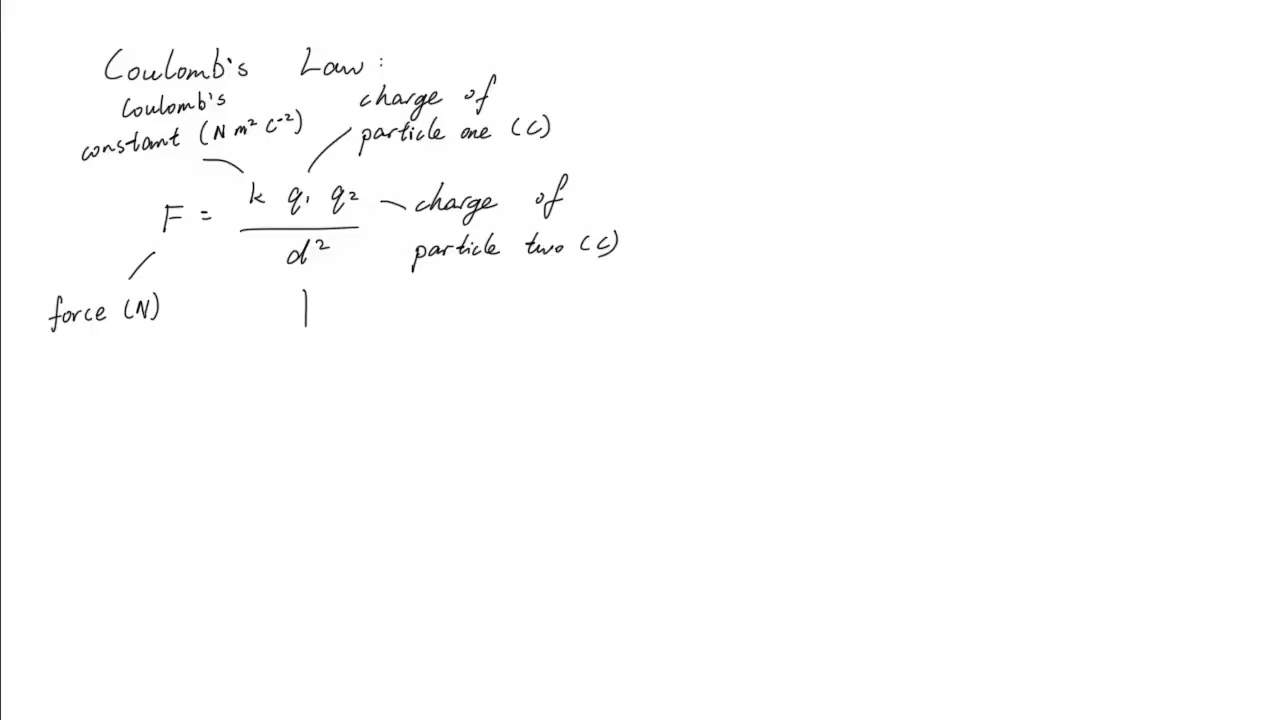 Coulomb's Law:
Coulomb's
constant (N m² C⁻²)
charge of
particle one (C)
F = k q₁ q₂ / d²
charge of
particle two (C)
force (N)